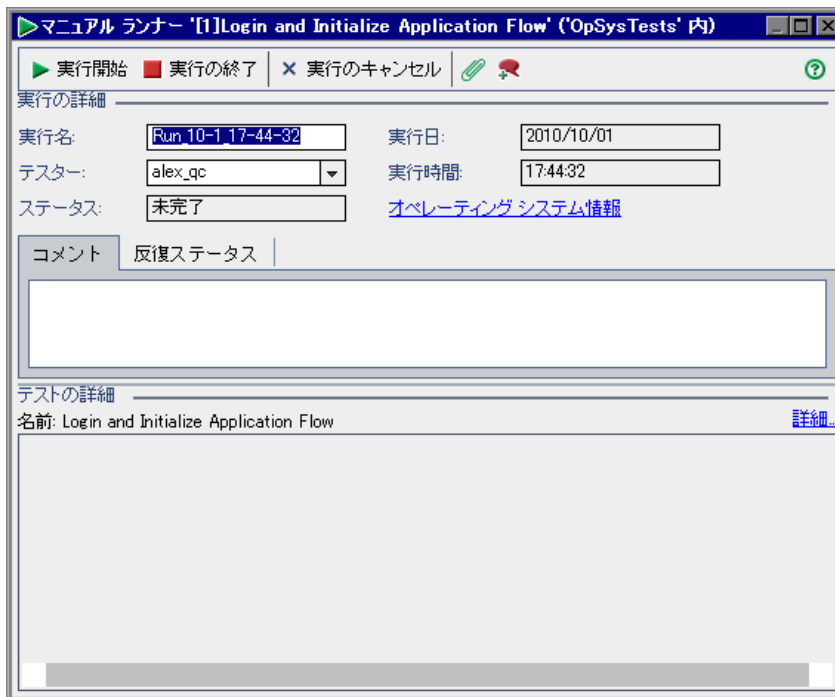 マニュアル ランナー '[1]Login and Initialize Application Flow' ('OpSysTests' 内)
実行開始 実行の終了 実行のキャンセル
実行の詳細
実行名: Run_10-1_17-44-32 実行日: 2010/10/01
テスター: alex_qc 実行時間: 17:44:32
ステータス: 未完了 オペレーティング システム情報
コメント 反復ステータス
テストの詳細
名前: Login and Initialize Application Flow 詳細...